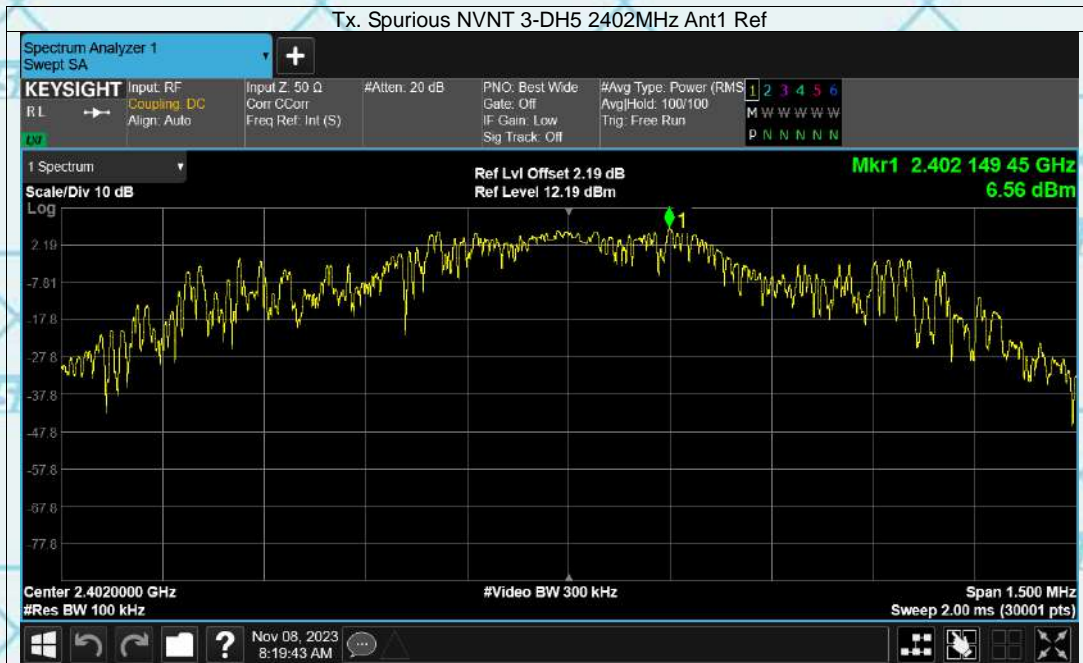 Tx. Spurious NVNT 3-DH5 2402MHz Ant1 Ref
Spectrum Analyzer 1
Swept SA
+
KEYSIGHT
RL
LXI
Input: RF
Coupling: DC
Align: Auto
Input Z: 50 Ω
Corr CCorr
Freq Ref: Int (S)
#Atten: 20 dB
PNO: Best Wide
Gate: Off
IF Gain: Low
Sig Track: Off
#Avg Type: Power (RMS
Avg|Hold: 100/100
Trig: Free Run
1 2 3 4 5 6
M W W W W W
P N N N N N
1 Spectrum
Scale/Div 10 dB
Log
Ref Lvl Offset 2.19 dB
Ref Level 12.19 dBm
Mkr1 2.402 149 45 GHz
6.56 dBm
1
2.19
-7.81
-17.8
-27.8
-37.8
-47.8
-57.8
-67.8
-77.8
Center 2.4020000 GHz
#Res BW 100 kHz
#Video BW 300 kHz
Span 1.500 MHz
Sweep 2.00 ms (30001 pts)
?
Nov 08, 2023
8:19:43 AM